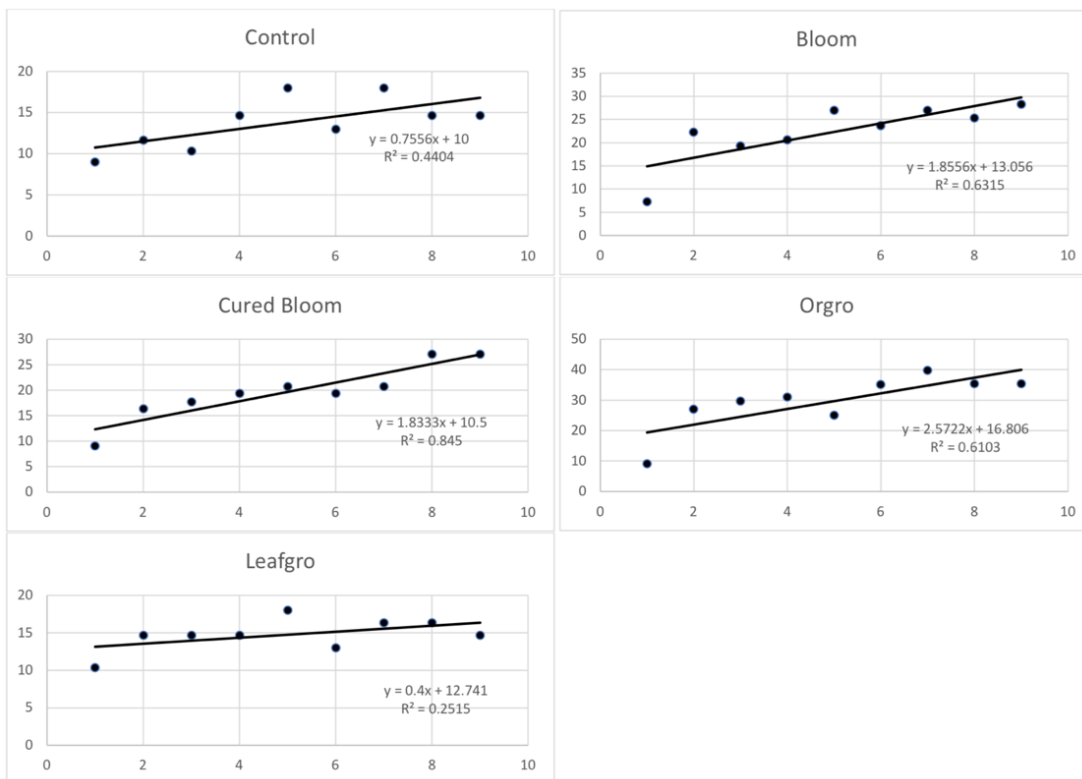 Control
20
15
10
5
0
y = 0.7556x + 10
R² = 0.4404
0 2 4 6 8 10
Bloom
35
30
25
20
15
10
5
0
y = 1.8556x + 13.056
R² = 0.6315
0 2 4 6 8 10
Cured Bloom
30
25
20
15
10
5
0
y = 1.8333x + 10.5
R² = 0.845
0 2 4 6 8 10
Orgro
50
40
30
20
10
0
y = 2.5722x + 16.806
R² = 0.6103
0 2 4 6 8 10
Leafgro
20
15
10
5
0
y = 0.4x + 12.741
R² = 0.2515
0 2 4 6 8 10